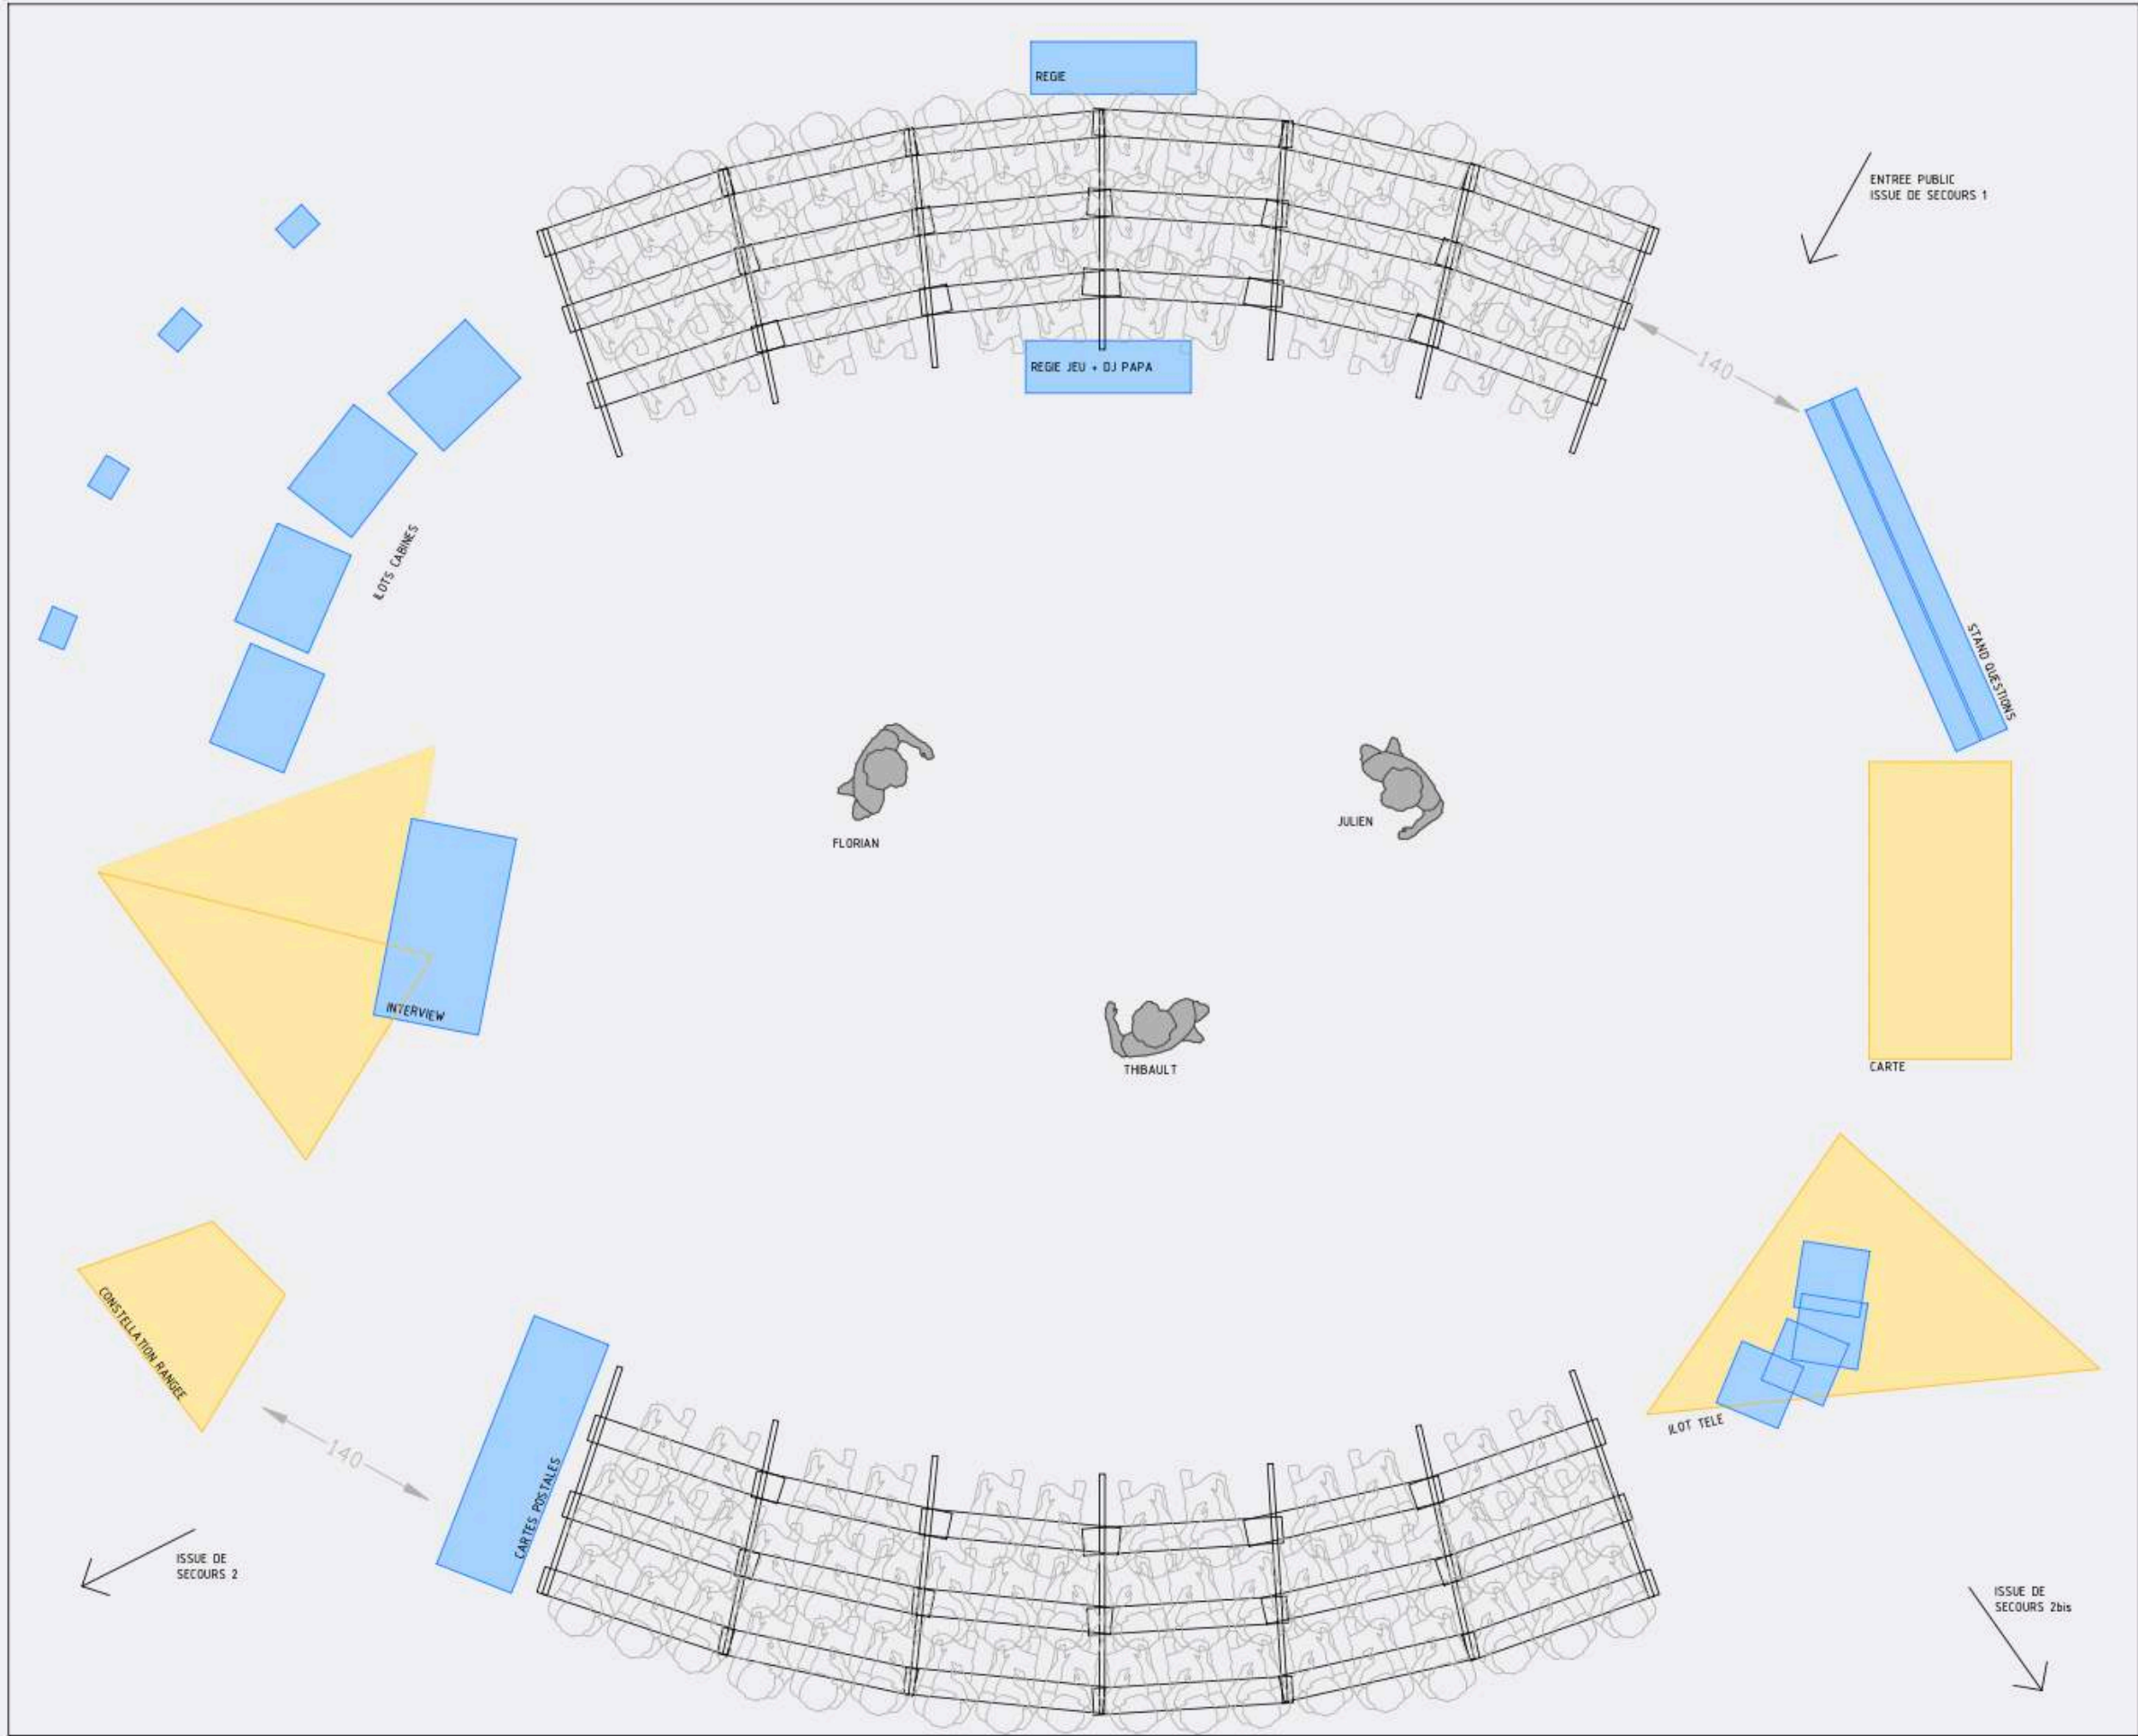 REGIE
ENTREE PUBLIC
ISSUE DE SECOURS 1
REGIE JEU + DJ PAPA
140
ILOTS CABINES
STAND QUESTIONS
FLORIAN
JULIEN
INTERVIEW
THIBAULT
CARTE
CONSTELLATION RANGEE
ILOT TELE
140
CARTES POSTALES
ISSUE DE
SECOURS 2
ISSUE DE
SECOURS 2bis